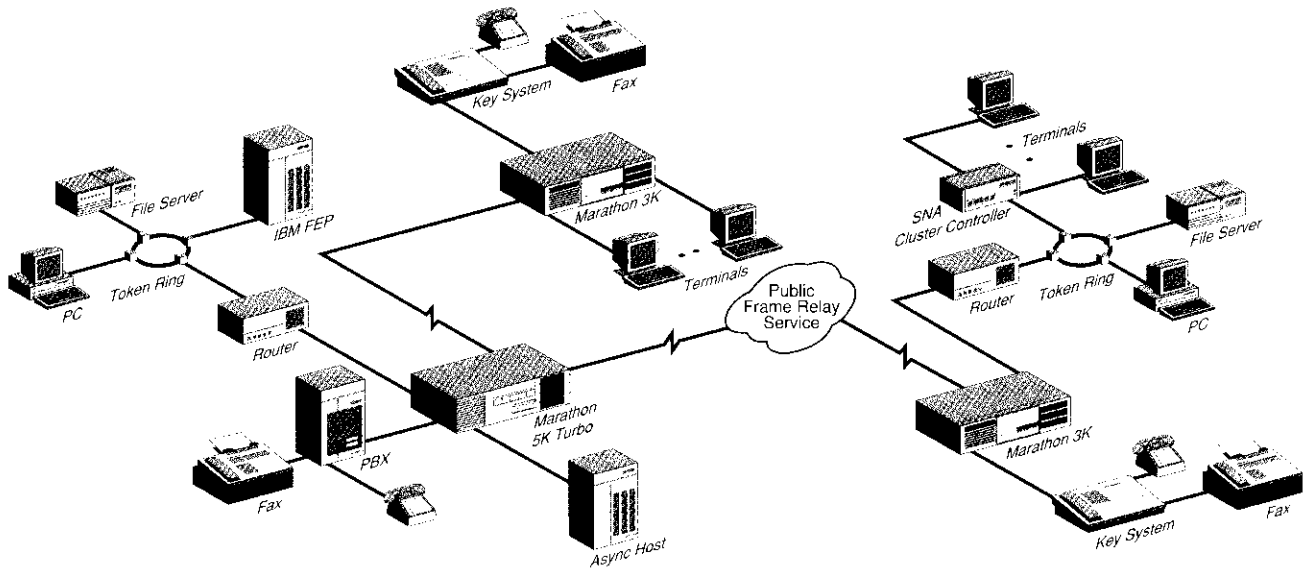 Key System
Fax
Marathon 3K
Terminals
File Server
IBM FEP
Token Ring
PC
Router
Marathon
5K Turbo
PBX
Fax
Async Host
Public
Frame Relay
Service
Terminals
SNA
Cluster Controller
File Server
Router
Token Ring
PC
Marathon 3K
Key System
Fax